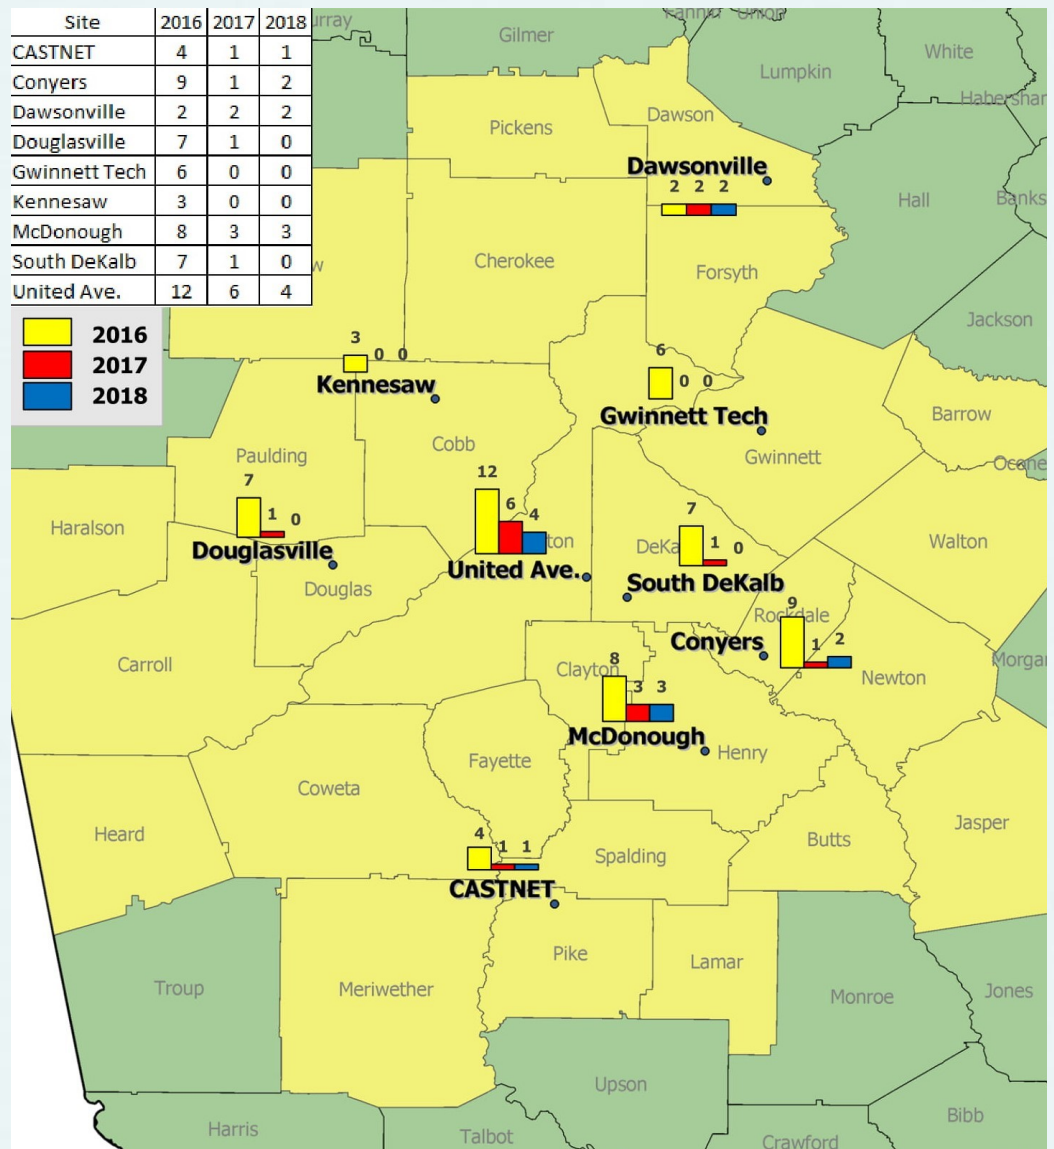 Site 2016 2017 2018
CASTNET 4 1 1
Conyers 9 1 2
Dawsonville 2 2 2
Douglasville 7 1 0
Gwinnett Tech 6 0 0
Kennesaw 3 0 0
McDonough 8 3 3
South DeKalb 7 1 0
United Ave. 12 6 4
2016
2017
2018
Gilmer
White
Lumpkin
Pickens
Dawson
Dawsonville
2 2 2
Hall
Banks
Cherokee
Forsyth
Jackson
3 0 0
Kennesaw
6 0 0
Gwinnett Tech
Barrow
Cobb
Paulding
Gwinnett
7 1 0
Douglasville
12 6 4
United Ave.
7 1 0
South DeKalb
Haralson
Walton
Douglas
Rockdale
9 1 2
Conyers
Carroll
Clayton
8 3 3
McDonough
Newton
Henry
Fayette
Coweta
Heard
Jasper
Butts
4 1 1
CASTNET
Spalding
Pike
Lamar
Troup
Meriwether
Monroe
Jones
Upson
Bibb
Harris
Talbot
Crawford